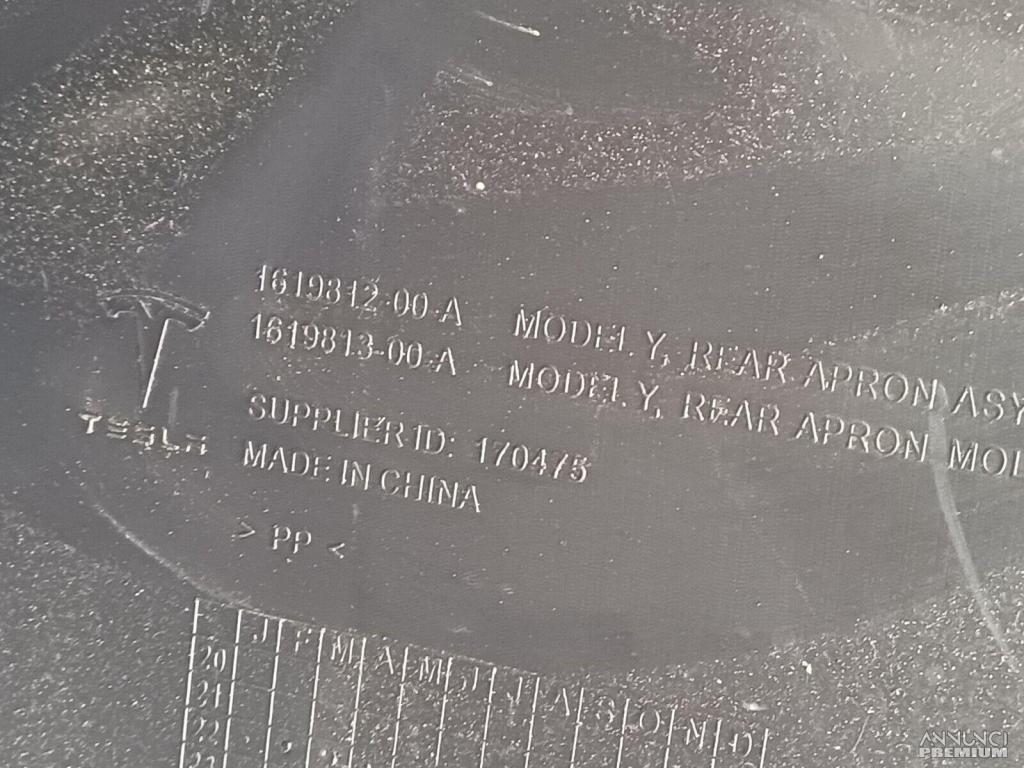 1619812-00-A MODEL Y, REAR APRON ASY
1619813-00-A MODEL Y, REAR APRON MOL
TESLA
SUPPLIER ID: 170475
MADE IN CHINA
> PP <
J F M A M J J A S O N D
20
21
22
23
ANNUNCI
PREMIUM